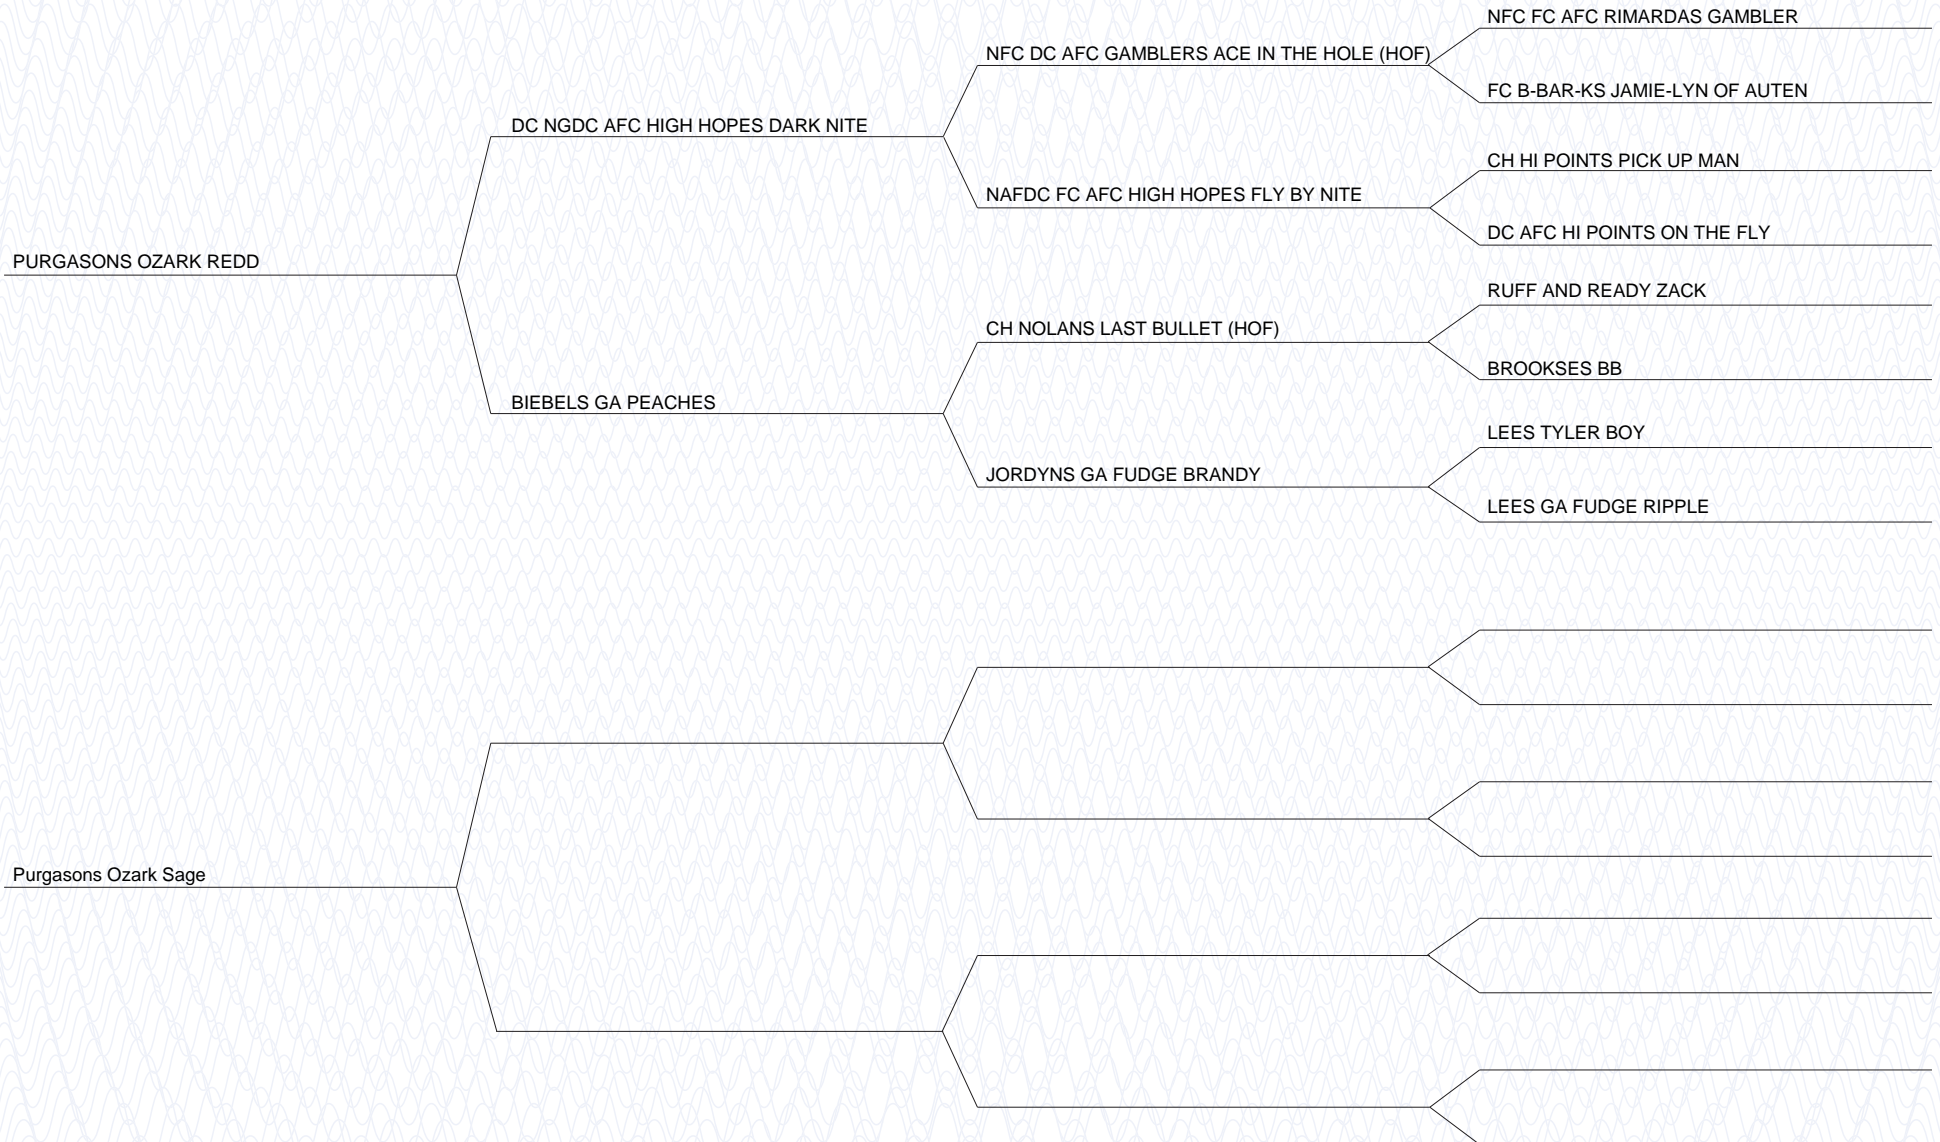 NFC FC AFC RIMARDAS GAMBLER
NFC DC AFC GAMBLERS ACE IN THE HOLE (HOF)
FC B-BAR-KS JAMIE-LYN OF AUTEN
DC NGDC AFC HIGH HOPES DARK NITE
CH HI POINTS PICK UP MAN
NAFDC FC AFC HIGH HOPES FLY BY NITE
DC AFC HI POINTS ON THE FLY
PURGASONS OZARK REDD
RUFF AND READY ZACK
CH NOLANS LAST BULLET (HOF)
BROOKSES BB
BIEBELS GA PEACHES
LEES TYLER BOY
JORDYNS GA FUDGE BRANDY
LEES GA FUDGE RIPPLE
Purgasons Ozark Sage